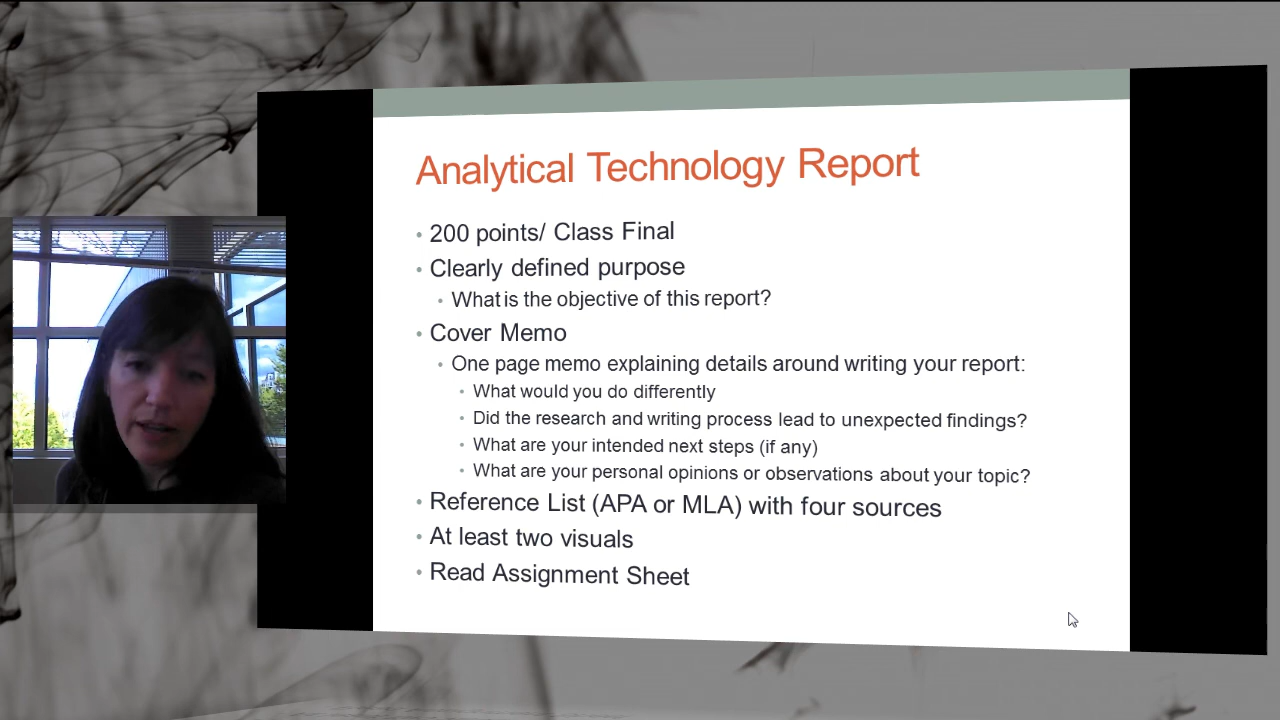 Analytical Technology Report
• 200 points/ Class Final
• Clearly defined purpose
• What is the objective of this report?
• Cover Memo
• One page memo explaining details around writing your report:
• What would you do differently
• Did the research and writing process lead to unexpected findings?
• What are your intended next steps (if any)
• What are your personal opinions or observations about your topic?
• Reference List (APA or MLA) with four sources
• At least two visuals
• Read Assignment Sheet